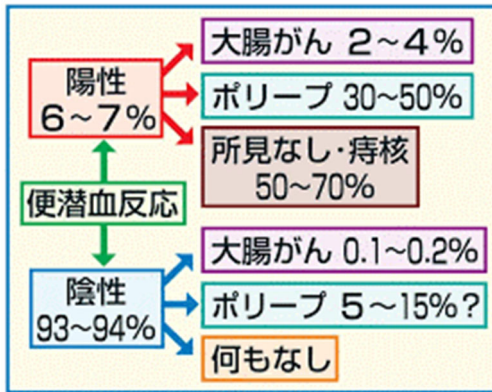 大腸がん 2~4%
陽性
6~7%
ポリープ 30~50%
所見なし・痔核
50~70%
便潜血反応
大腸がん 0.1~0.2%
陰性
93~94%
ポリープ 5~15%?
何もなし